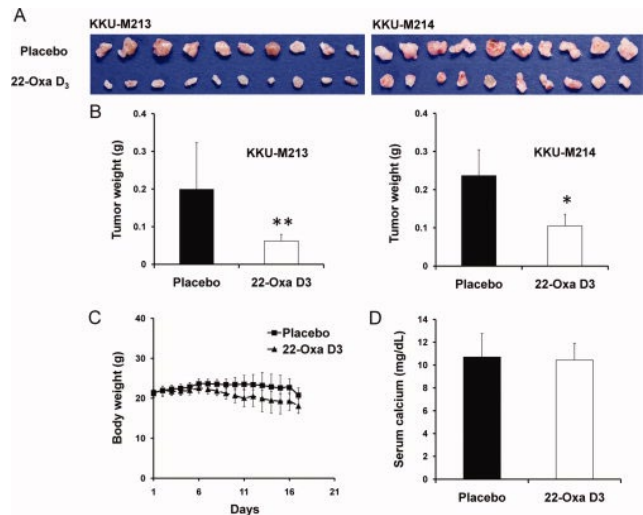 A
KKU-M213
KKU-M214
Placebo
22-Oxa D3
B
Tumor weight (g)
0.4
0.3
0.2
0.1
0
KKU-M213
**
Placebo
22-Oxa D3
Tumor weight (g)
0.4
0.3
0.2
0.1
0
KKU-M214
*
Placebo
22-Oxa D3
C
Body weight (g)
40
30
20
10
0
Placebo
22-Oxa D3
1
6
11
16
21
Days
D
Serum calcium (mg/dL)
14
12
10
8
6
4
2
0
Placebo
22-Oxa D3